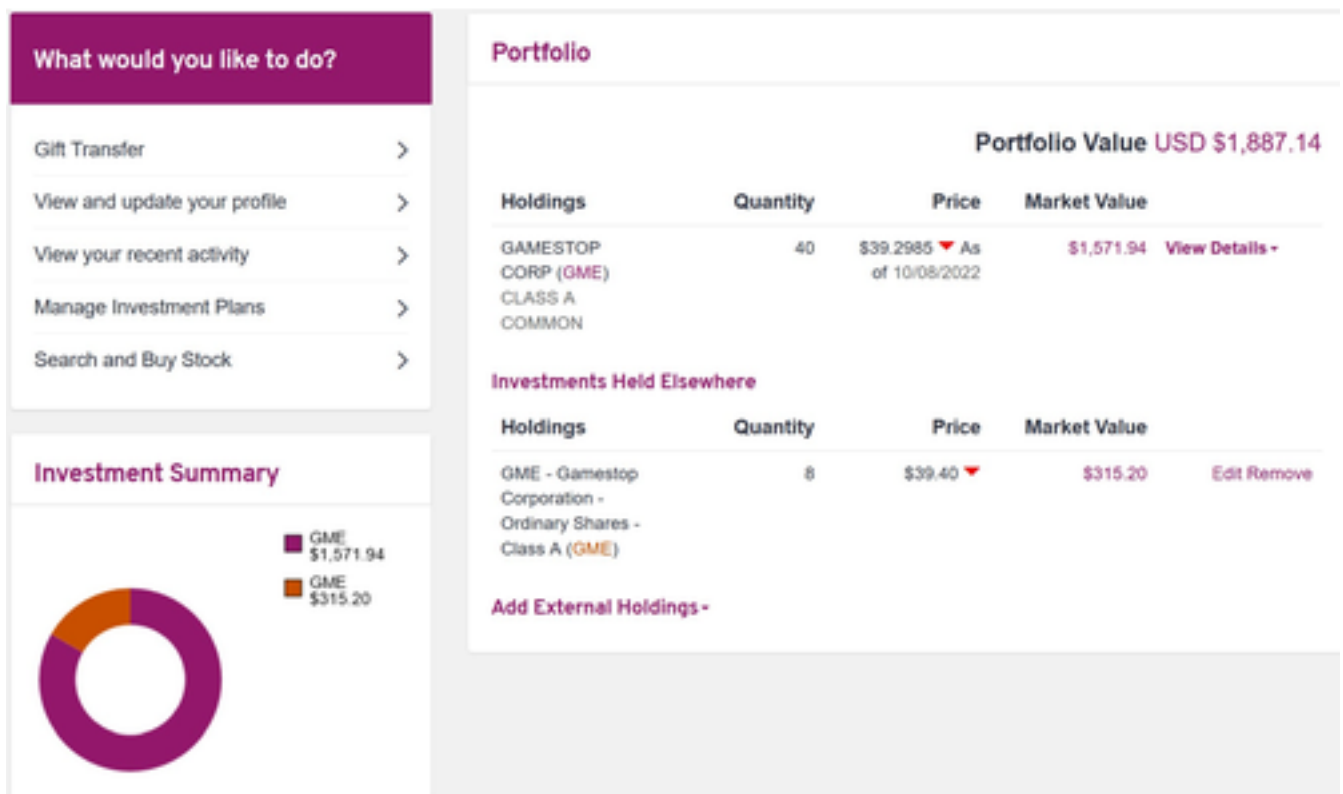 What would you like to do?
Gift Transfer
View and update your profile
View your recent activity
Manage Investment Plans
Search and Buy Stock
Investment Summary
GME
$1,571.94
GME
$315.20
Portfolio
Portfolio Value USD $1,887.14
Holdings Quantity Price Market Value
GAMESTOP 40 $39.2985 As $1,571.94 View Details
CORP (GME) of 10/08/2022
CLASS A
COMMON
Investments Held Elsewhere
Holdings Quantity Price Market Value
GME - Gamestop 8 $39.40 $315.20 Edit Remove
Corporation -
Ordinary Shares -
Class A (GME)
Add External Holdings